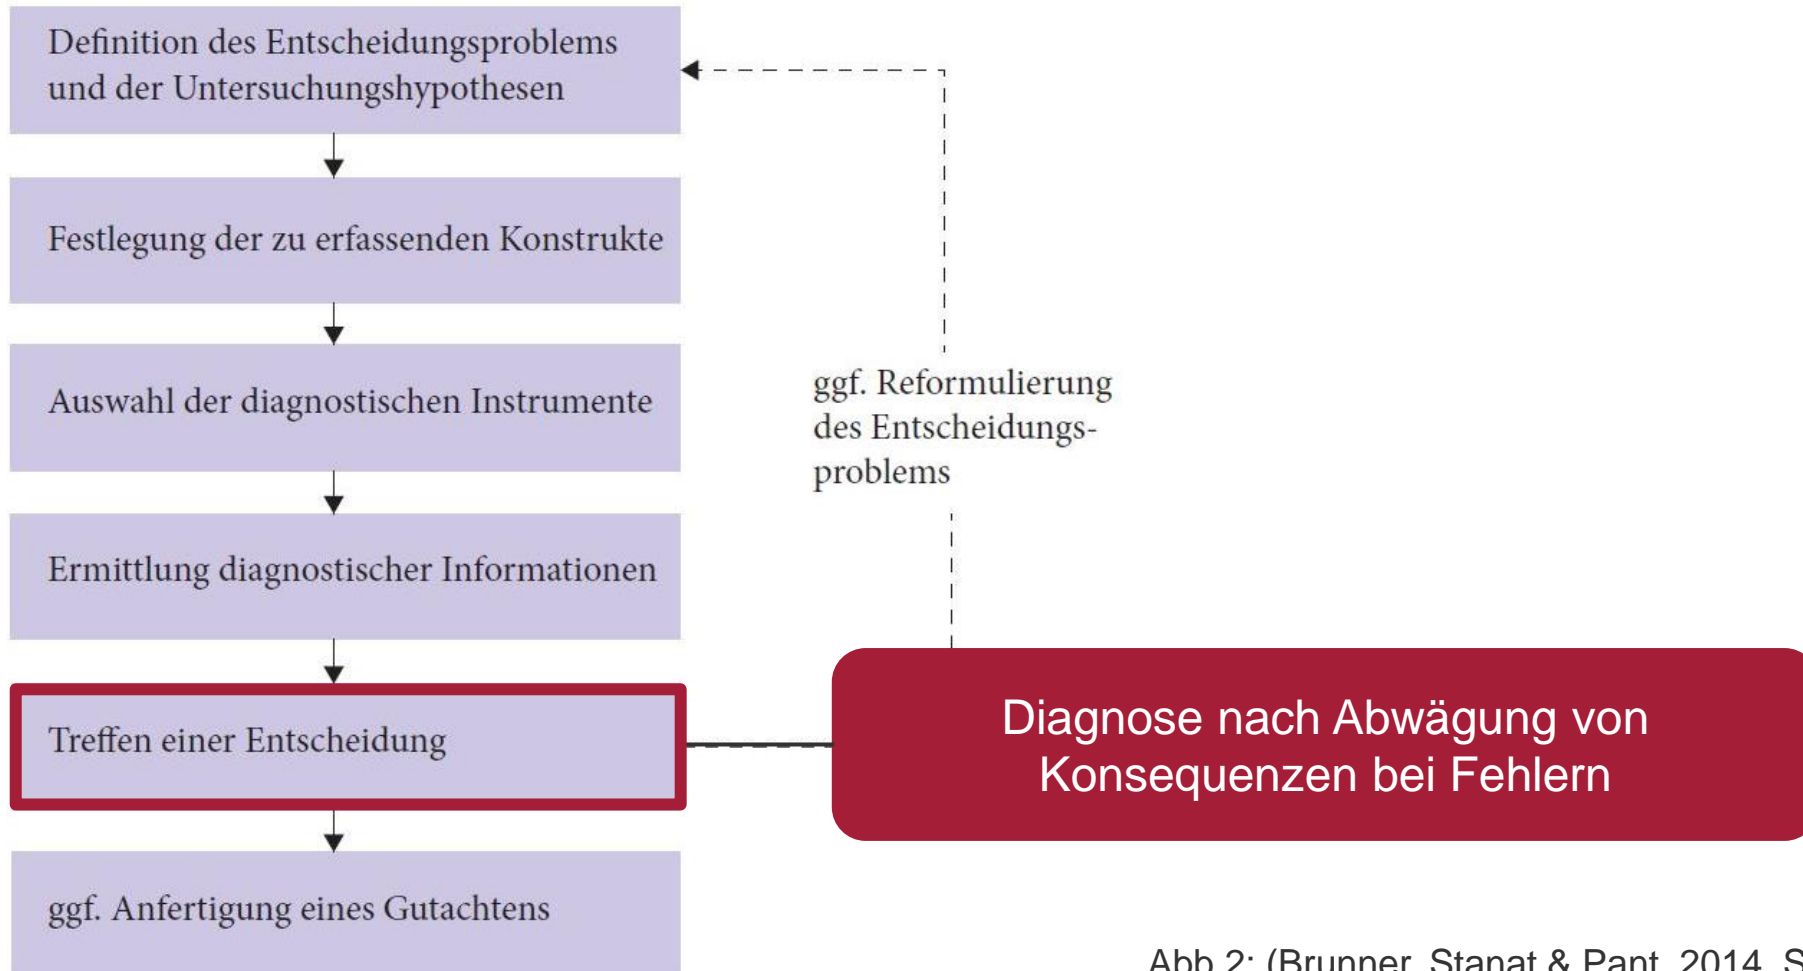 Definition des Entscheidungsproblems
und der Untersuchungshypothesen
Festlegung der zu erfassenden Konstrukte
Auswahl der diagnostischen Instrumente
ggf. Reformulierung
des Entscheidungs-
problems
Ermittlung diagnostischer Informationen
Treffen einer Entscheidung
Diagnose nach Abwägung von
Konsequenzen bei Fehlern
ggf. Anfertigung eines Gutachtens
Abb 2: (Brunner, Stanat & Pant, 2014, S